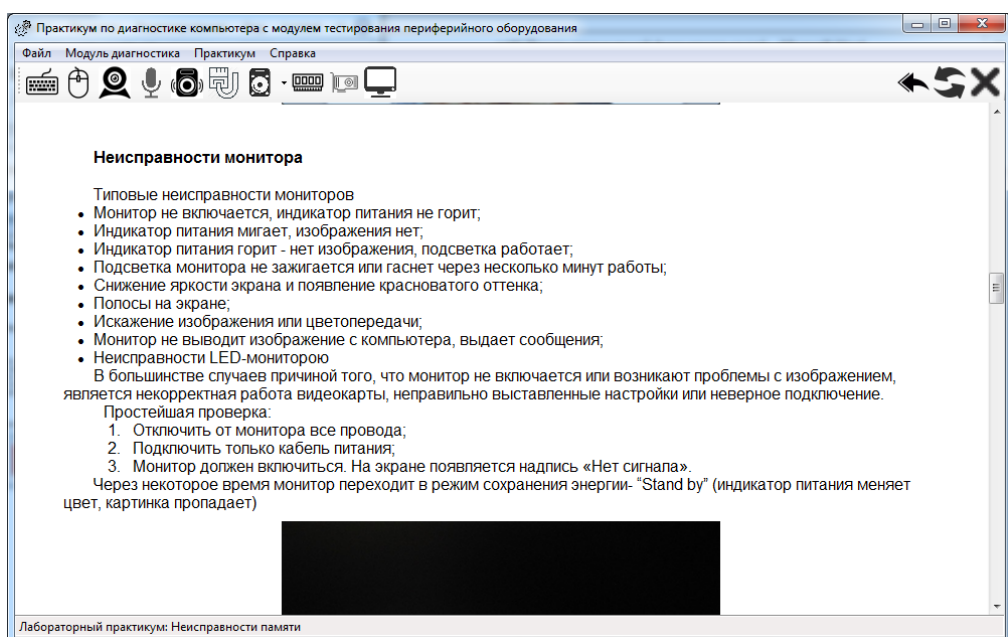 Практикум по диагностике компьютера с модулем тестирования периферийного оборудования
Файл Модуль диагностика Практикум Справка
Неисправности монитора
Типовые неисправности мониторов
• Монитор не включается, индикатор питания не горит;
• Индикатор питания мигает, изображения нет;
• Индикатор питания горит - нет изображения, подсветка работает;
• Подсветка монитора не зажигается или гаснет через несколько минут работы;
• Снижение яркости экрана и появление красноватого оттенка;
• Полосы на экране;
• Искажение изображения или цветопередачи;
• Монитор не выводит изображение с компьютера, выдает сообщения;
• Неисправности LED-мониторою
В большинстве случаев причиной того, что монитор не включается или возникают проблемы с изображением,
является некорректная работа видеокарты, неправильно выставленные настройки или неверное подключение.
Простейшая проверка:
1. Отключить от монитора все провода;
2. Подключить только кабель питания;
3. Монитор должен включиться. На экране появляется надпись «Нет сигнала».
Через некоторое время монитор переходит в режим сохранения энергии- “Stand by” (индикатор питания меняет
цвет, картинка пропадает)
Лабораторный практикум: Неисправности памяти